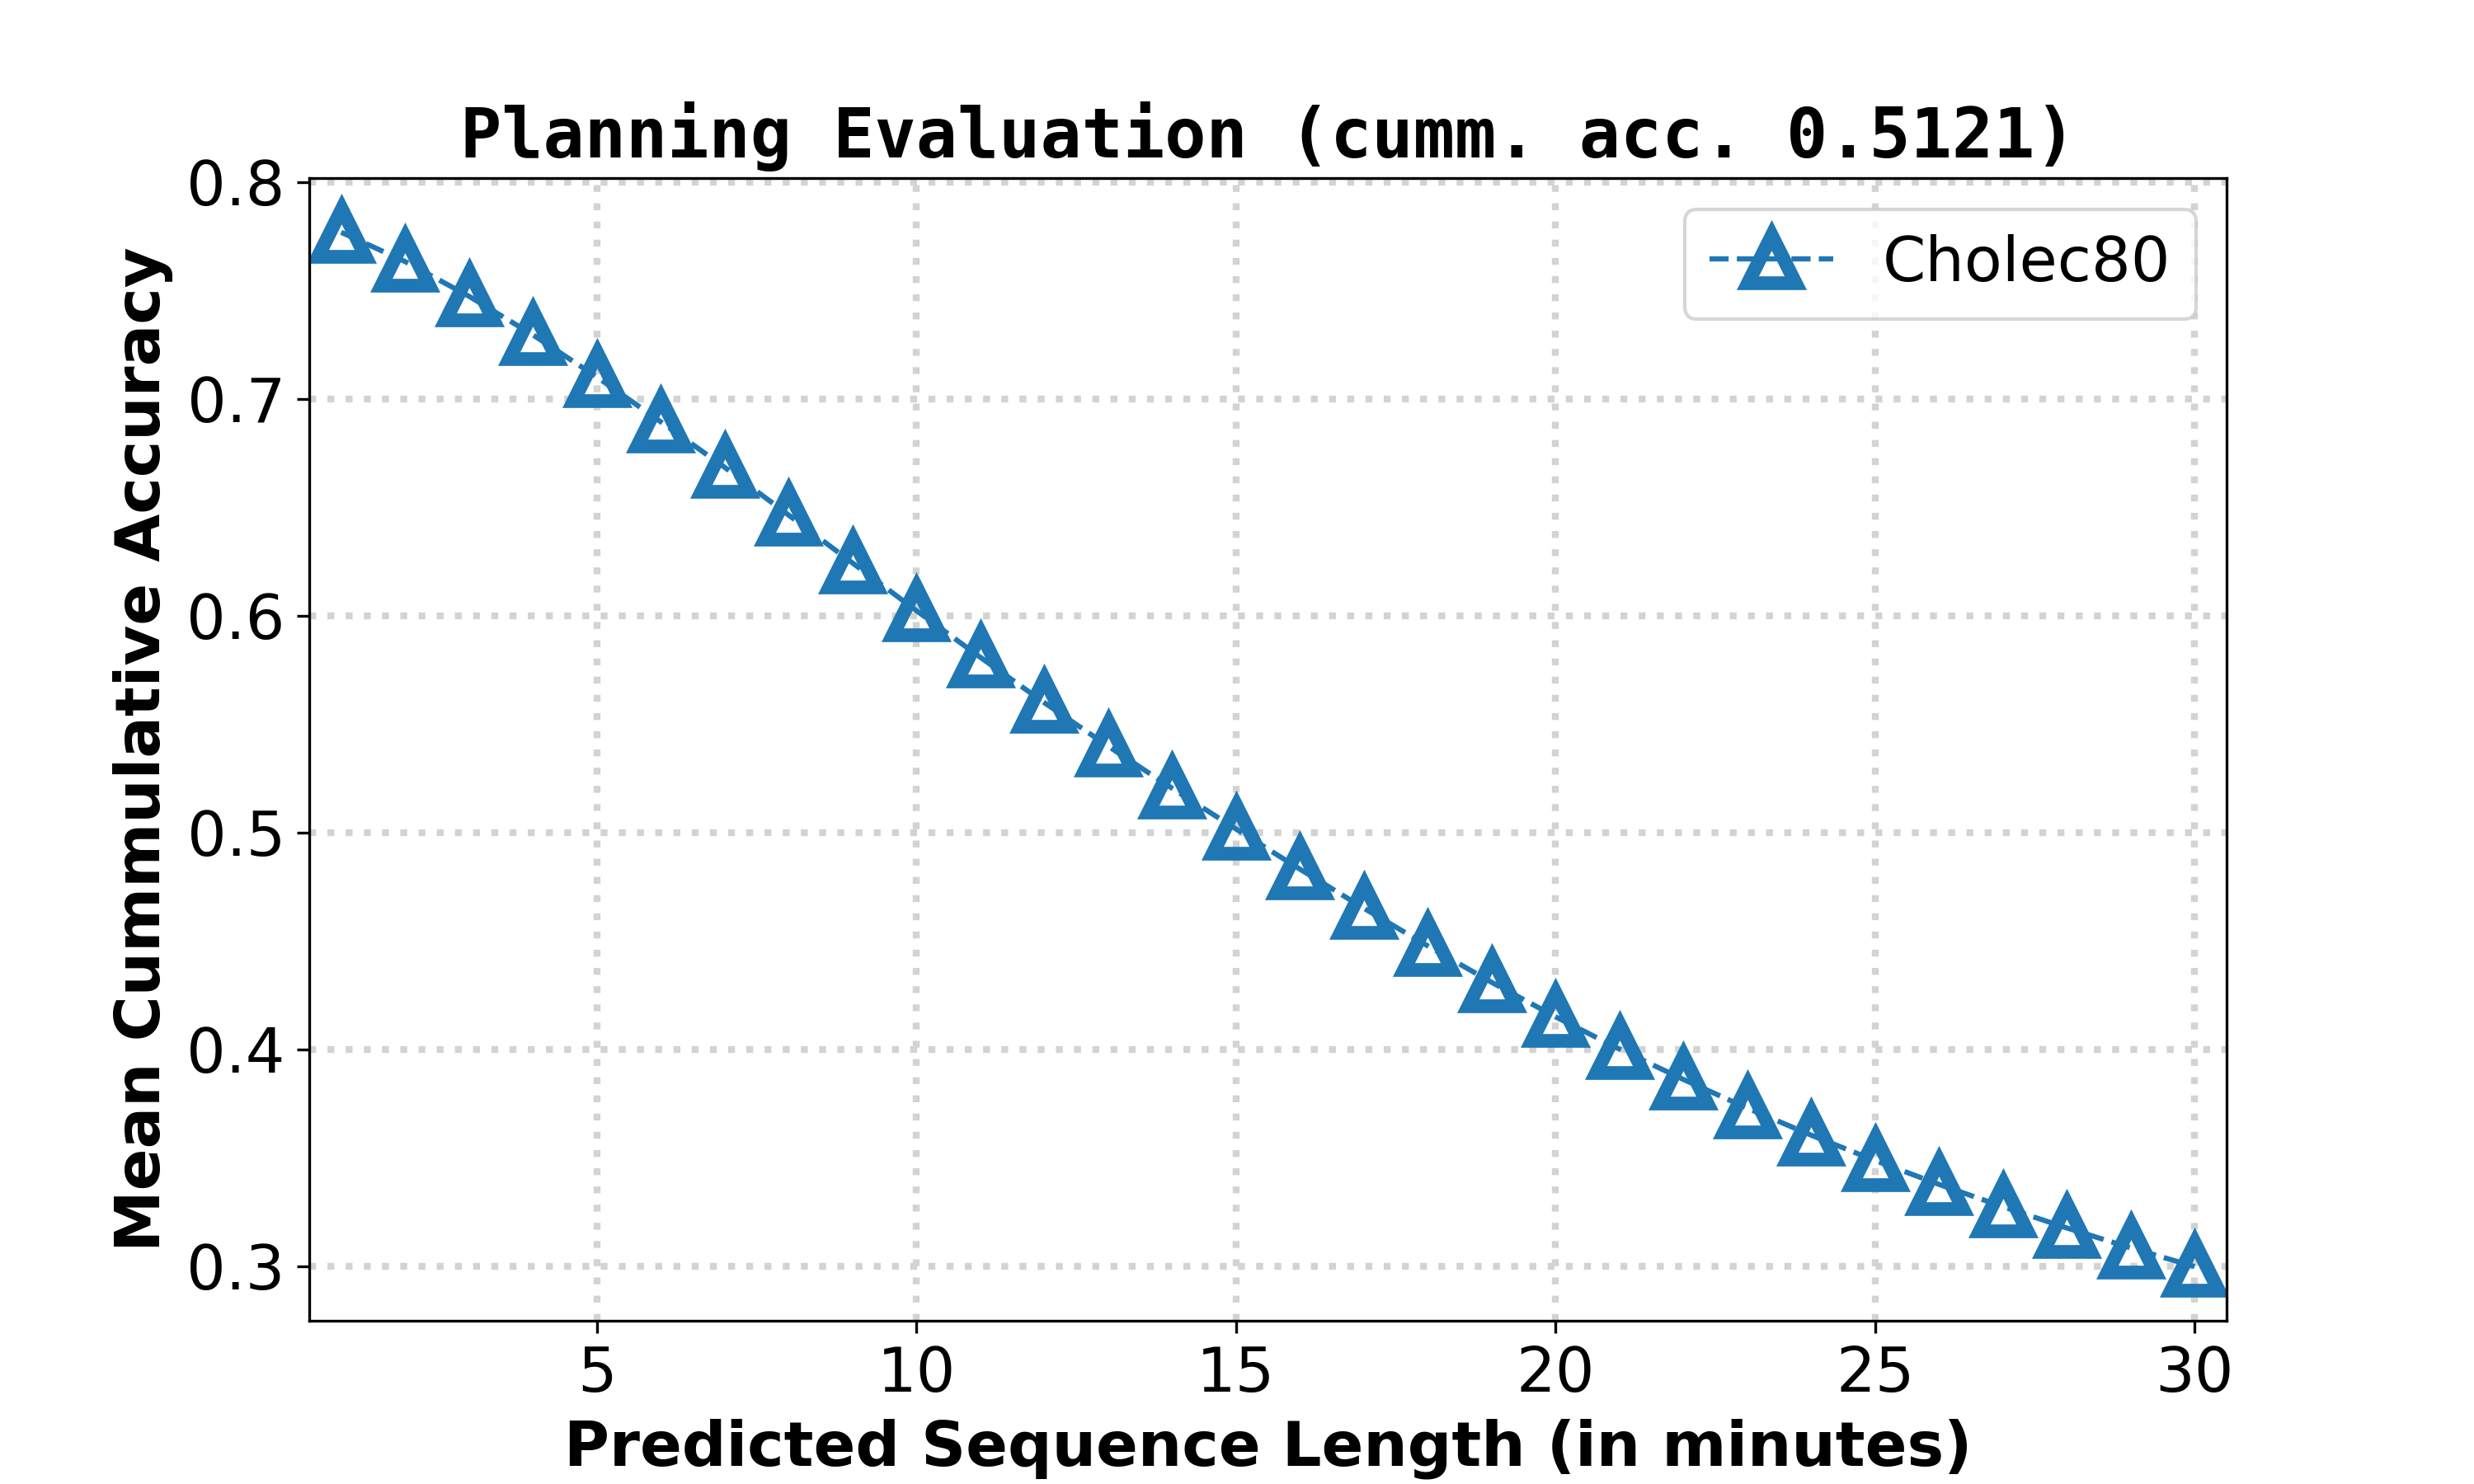 Planning Evaluation (cumm. acc. 0.5121)
Cholec80
Mean Cummulative Accuracy
0.8
0.7
0.6
0.5
0.4
0.3
5 10 15 20 25 30
Predicted Sequence Length (in minutes)